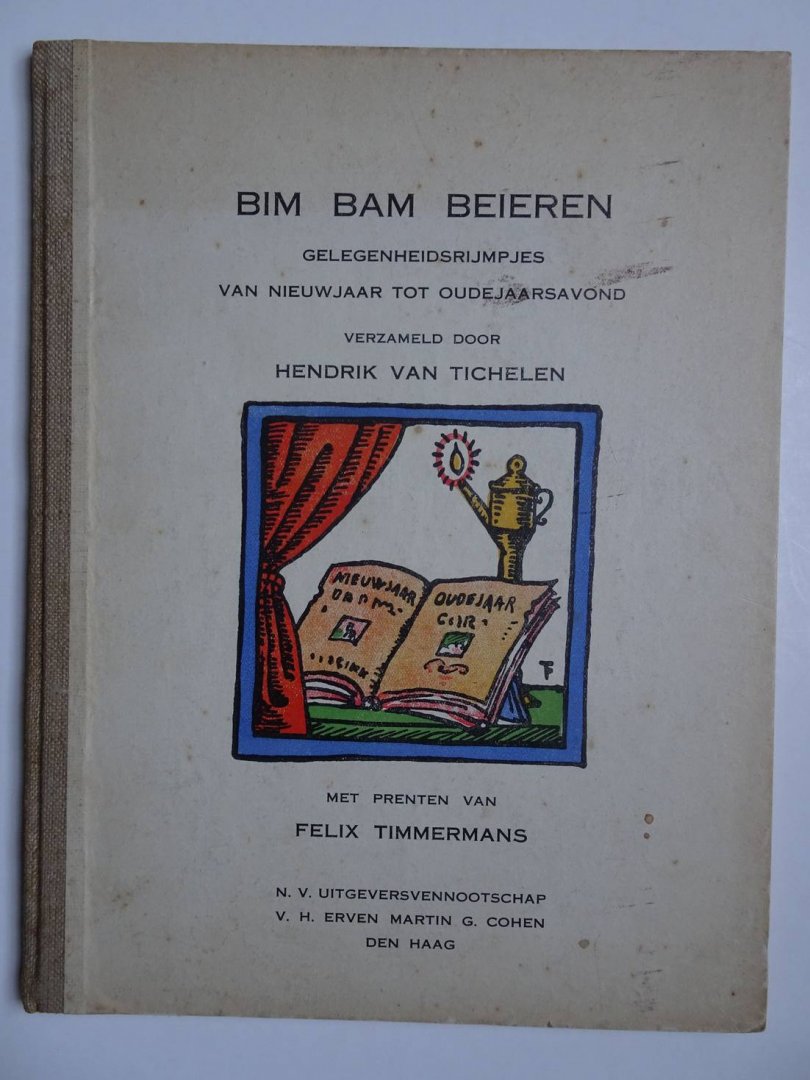 BIM BAM BEIEREN
GELEGENHEIDSRIJMPJES
VAN NIEUWJAAR TOT OUDEJAARSAVOND
VERZAMELD DOOR
HENDRIK VAN TICHELEN
NIEUWJAAR
OUDEJAAR
MET PRENTEN VAN
FELIX TIMMERMANS
N. V. UITGEVERSVENNOOTSCHAP
V. H. ERVEN MARTIN G. COHEN
DEN HAAG